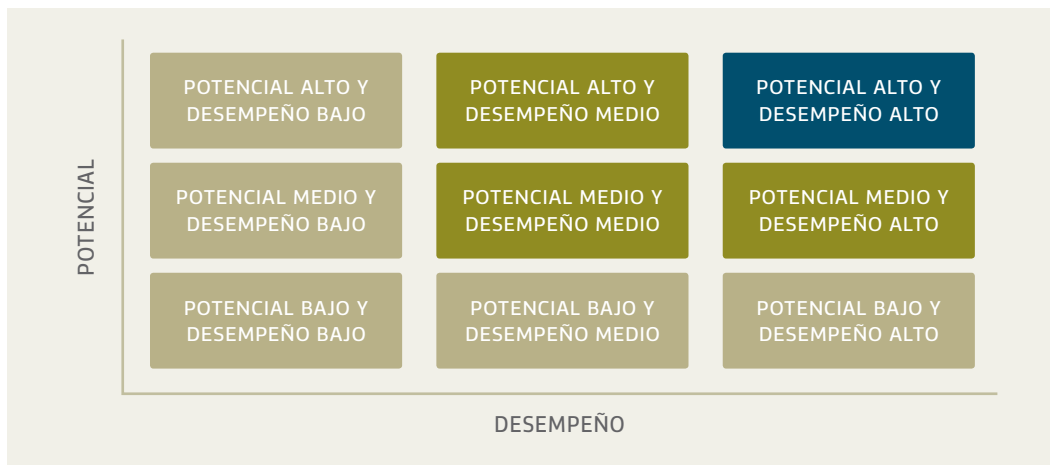 POTENCIAL ALTO Y
DESEMPEÑO BAJO
POTENCIAL ALTO Y
DESEMPEÑO MEDIO
POTENCIAL ALTO Y
DESEMPEÑO ALTO
POTENCIAL MEDIO Y
DESEMPEÑO BAJO
POTENCIAL MEDIO Y
DESEMPEÑO MEDIO
POTENCIAL MEDIO Y
DESEMPEÑO ALTO
POTENCIAL BAJO Y
DESEMPEÑO BAJO
POTENCIAL BAJO Y
DESEMPEÑO MEDIO
POTENCIAL BAJO Y
DESEMPEÑO ALTO
POTENCIAL
DESEMPEÑO